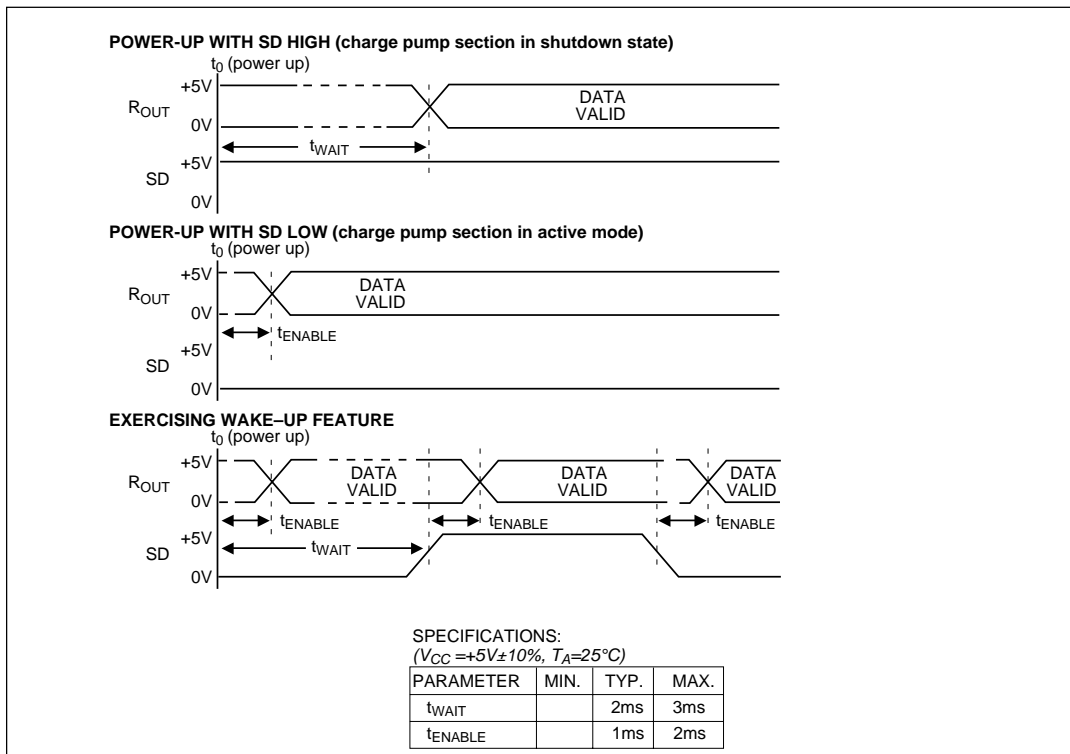 POWER-UP WITH SD HIGH (charge pump section in shutdown state)
t0 (power up)
+5V
ROUT
0V
DATA
VALID
tWAIT
+5V
SD
0V
POWER-UP WITH SD LOW (charge pump section in active mode)
t0 (power up)
+5V
ROUT
0V
DATA
VALID
tENABLE
+5V
SD
0V
EXERCISING WAKE–UP FEATURE
t0 (power up)
+5V
ROUT
0V
DATA
VALID
DATA
VALID
DATA
VALID
tENABLE
tENABLE
tENABLE
+5V
SD
0V
tWAIT
SPECIFICATIONS:
(VCC =+5V±10%, TA=25°C)
PARAMETER MIN. TYP. MAX.
tWAIT 2ms 3ms
tENABLE 1ms 2ms